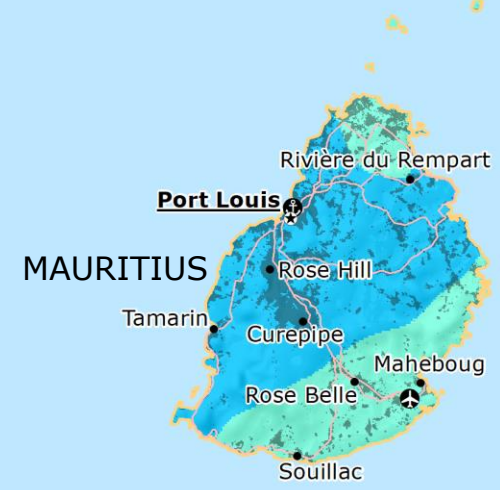 Rivière du Rempart
Port Louis
MAURITIUS
Rose Hill
Tamarin
Curepipe
Maheboug
Rose Belle
Souillac